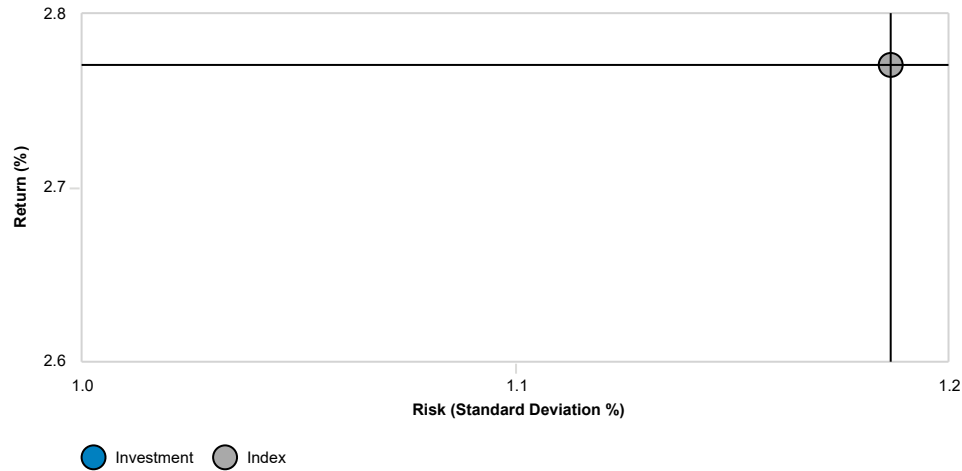 2.8
2.7
2.6
Return (%)
1.0 1.1 1.2
Risk (Standard Deviation %)
Investment Index